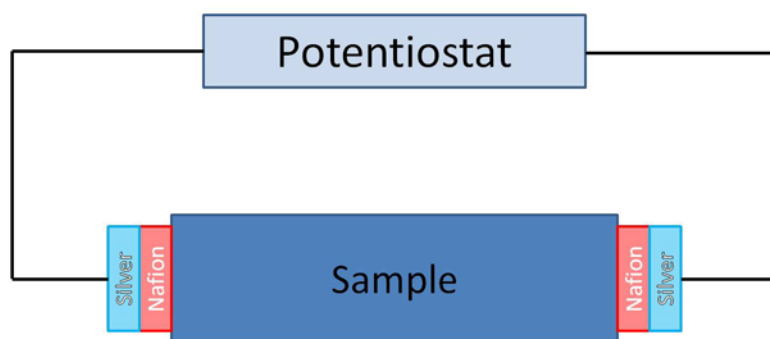 Potentiostat
Silver
Nafion
Sample
Nafion
Silver